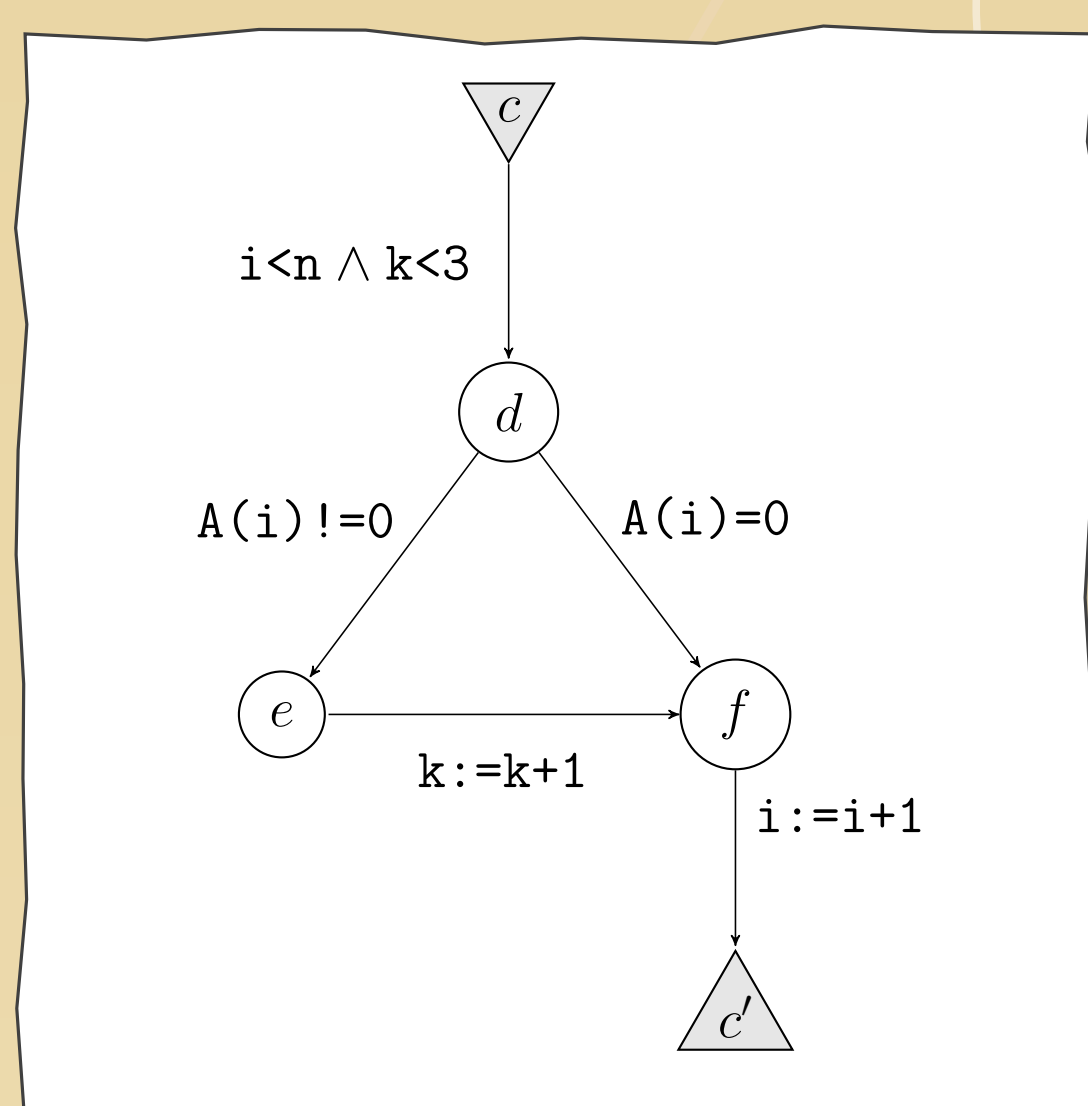 c
i<n ∧ k<3
d
A(i)!=0
A(i)=0
e
f
k:=k+1
i:=i+1
c′